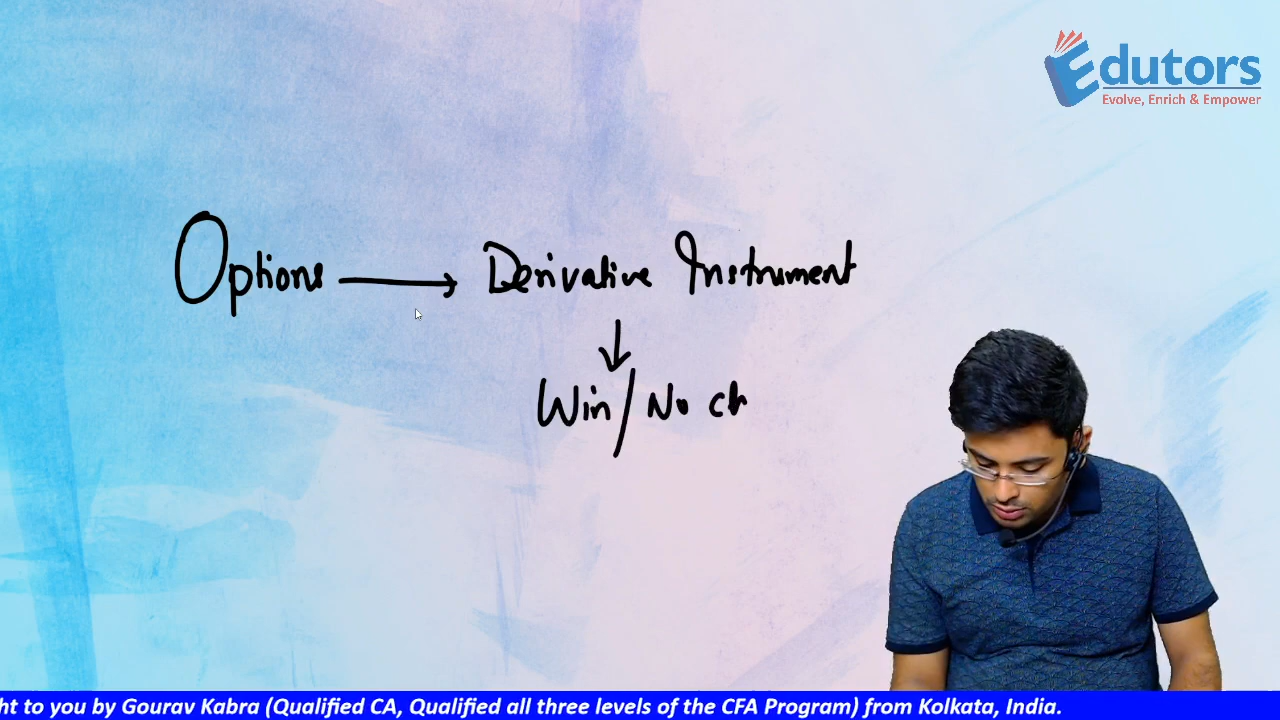 Edutors
Evolve, Enrich & Empower
Options → Derivative Instrument
↓
Win/No ch
ht to you by Gourav Kabra (Qualified CA, Qualified all three levels of the CFA Program) from Kolkata, India.